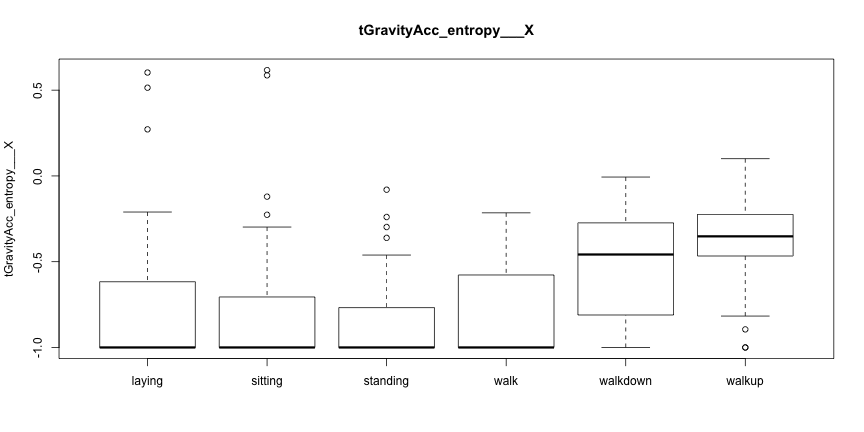 tGravityAcc_entropy___X
tGravityAcc_entropy___X
0.5
0.0
-0.5
-1.0
laying sitting standing walk walkdown walkup